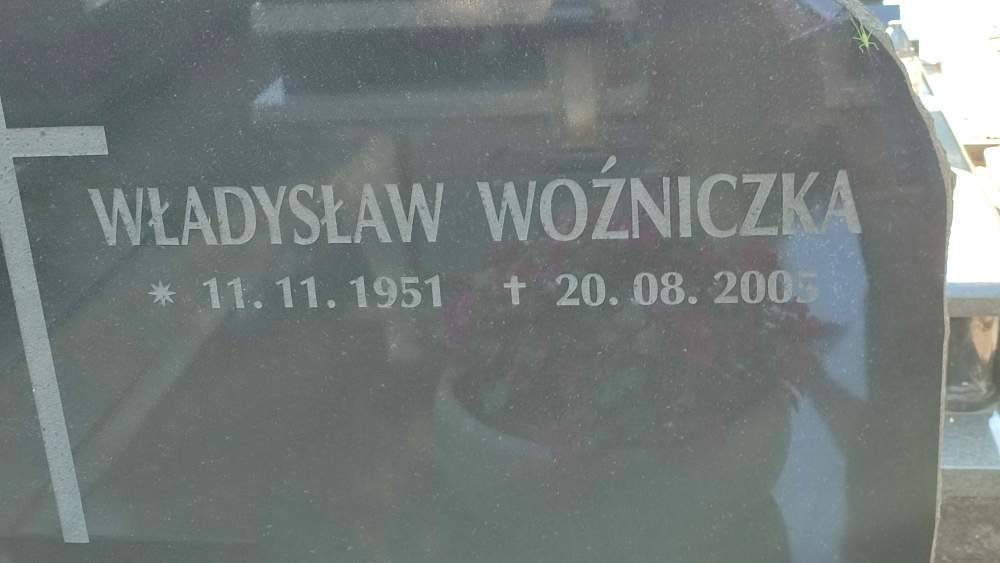 WŁADYSŁAW WOŹNICZKA
* 11. 11. 1951 † 20. 08. 2005